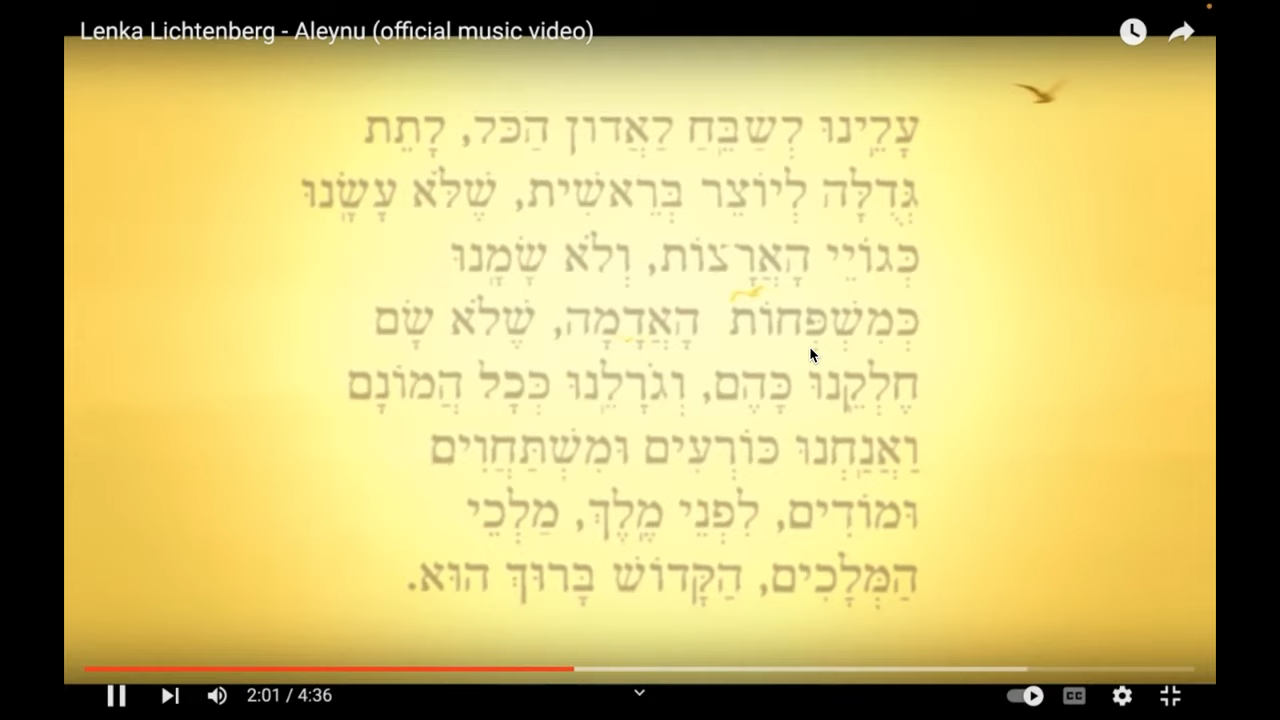 Lenka Lichtenberg - Aleynu (official music video)
עָלֵֽינוּ לְשַׁבֵּֽחַ לַאֲדוֹן הַכֹּל, לָתֵת
גְּדֻלָּה לְיוֹצֵר בְּרֵאשִׁית, שֶׁלֹּא עָשָֽׂנוּ
כְּגוֹיֵי הָאֲרָצוֹת, וְלֹא שָׂמָֽנוּ
כְּמִשְׁפְּחוֹת הָאֲדָמָה, שֶׁלֹּא שָׂם
חֶלְקֵֽנוּ כָּהֶם, וְגֹרָלֵֽנוּ כְּכָל הֲמוֹנָם
וַאֲנַֽחְנוּ כּוֹרְעִים וּמִשְׁתַּחֲוִים
וּמוֹדִים, לִפְנֵי מֶֽלֶךְ, מַלְכֵי
הַמְּלָכִים, הַקָּדוֹשׁ בָּרוּךְ הוּא.
2:01 / 4:36
CC